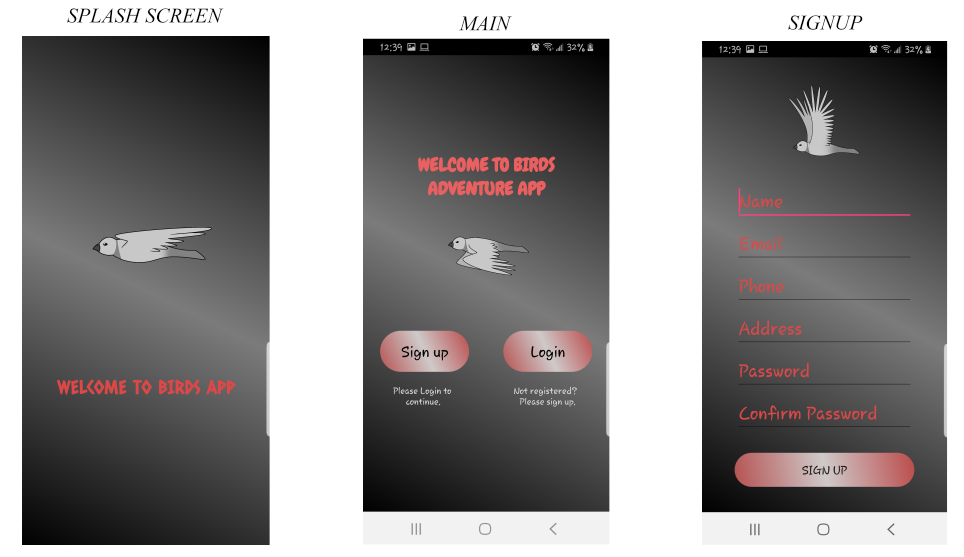 SPLASH SCREEN
WELCOME TO BIRDS APP
MAIN
12:39 32%
WELCOME TO BIRDS
ADVENTURE APP
Sign up
Login
Please Login to
continue.
Not registered?
Please sign up.
SIGNUP
12:39 32%
Name
Email
Phone
Address
Password
Confirm Password
SIGN UP